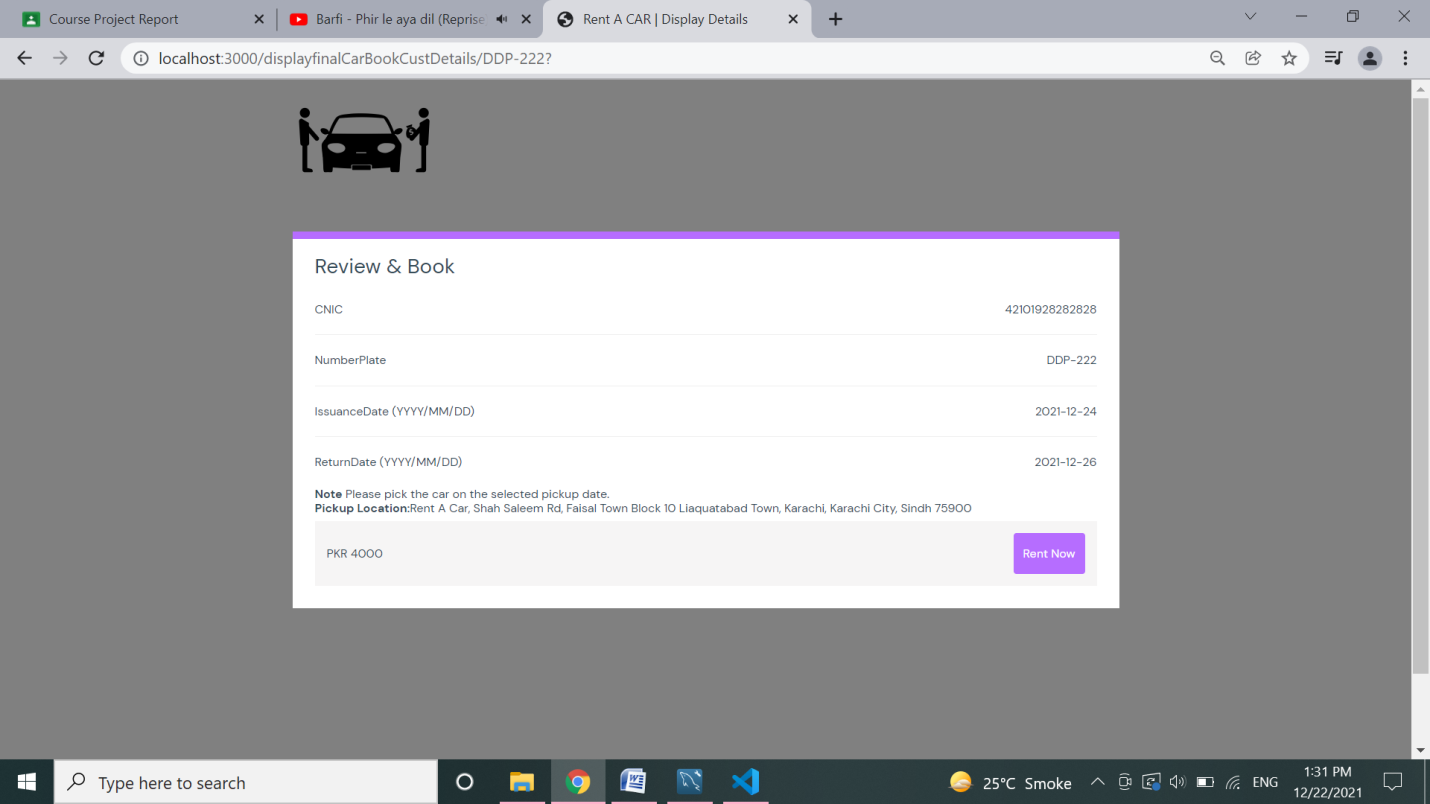 Course Project Report
Barfi - Phir le aya dil (Reprise
Rent A CAR | Display Details
localhost:3000/displayfinalCarBookCustDetails/DDP-222?
Review & Book
CNIC 42101928282828
NumberPlate DDP-222
IssuanceDate (YYYY/MM/DD) 2021-12-24
ReturnDate (YYYY/MM/DD) 2021-12-26
Note Please pick the car on the selected pickup date.
Pickup Location:Rent A Car, Shah Saleem Rd, Faisal Town Block 10 Liaquatabad Town, Karachi, Karachi City, Sindh 75900
PKR 4000 Rent Now
Type here to search
25°C Smoke
ENG
1:31 PM
12/22/2021